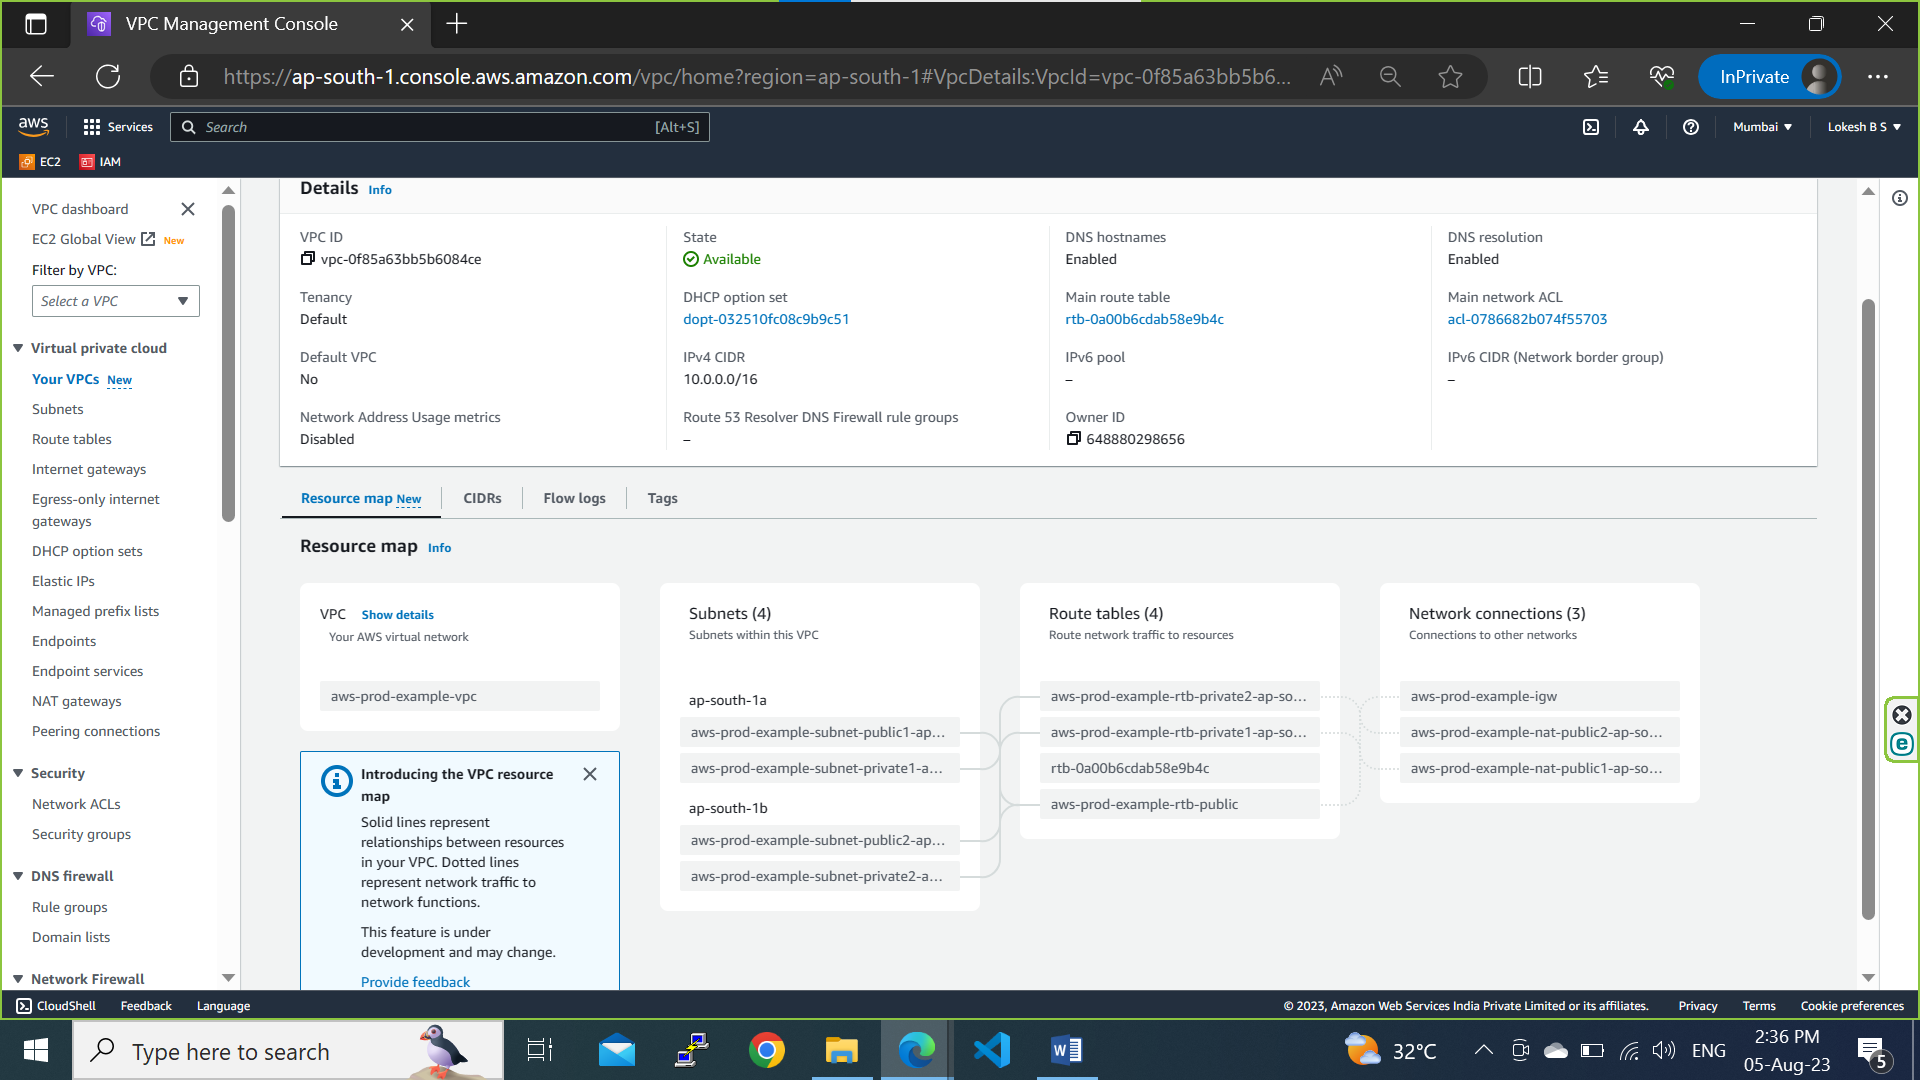 VPC Management Console
https://ap-south-1.console.aws.amazon.com/vpc/home?region=ap-south-1#VpcDetails:VpcId=vpc-0f85a63bb5b6...
InPrivate
aws
Services
Search
[Alt+S]
Mumbai
Lokesh B S
EC2
IAM
VPC dashboard
EC2 Global View New
Filter by VPC:
Select a VPC
Virtual private cloud
Your VPCs New
Subnets
Route tables
Internet gateways
Egress-only internet
gateways
DHCP option sets
Elastic IPs
Managed prefix lists
Endpoints
Endpoint services
NAT gateways
Peering connections
Security
Network ACLs
Security groups
DNS firewall
Rule groups
Domain lists
Network Firewall
Details Info
VPC ID
vpc-0f85a63bb5b6084ce
State
Available
DNS hostnames
Enabled
DNS resolution
Enabled
Tenancy
Default
DHCP option set
dopt-032510fc08c9b9c51
Main route table
rtb-0a00b6cdab58e9b4c
Main network ACL
acl-0786682b074f55703
Default VPC
No
IPv4 CIDR
10.0.0.0/16
IPv6 pool
–
IPv6 CIDR (Network border group)
–
Network Address Usage metrics
Disabled
Route 53 Resolver DNS Firewall rule groups
–
Owner ID
648880298656
Resource map New
CIDRs
Flow logs
Tags
Resource map Info
VPC Show details
Your AWS virtual network
aws-prod-example-vpc
Introducing the VPC resource
map
Solid lines represent
relationships between resources
in your VPC. Dotted lines
represent network traffic to
network functions.
This feature is under
development and may change.
Provide feedback
Subnets (4)
Subnets within this VPC
ap-south-1a
aws-prod-example-subnet-public1-ap...
aws-prod-example-subnet-private1-a...
ap-south-1b
aws-prod-example-subnet-public2-ap...
aws-prod-example-subnet-private2-a...
Route tables (4)
Route network traffic to resources
aws-prod-example-rtb-private2-ap-so...
aws-prod-example-rtb-private1-ap-so...
rtb-0a00b6cdab58e9b4c
aws-prod-example-rtb-public
Network connections (3)
Connections to other networks
aws-prod-example-igw
aws-prod-example-nat-public2-ap-so...
aws-prod-example-nat-public1-ap-so...
CloudShell
Feedback
Language
© 2023, Amazon Web Services India Private Limited or its affiliates.
Privacy
Terms
Cookie preferences
Type here to search
32°C
ENG
2:36 PM
05-Aug-23
5